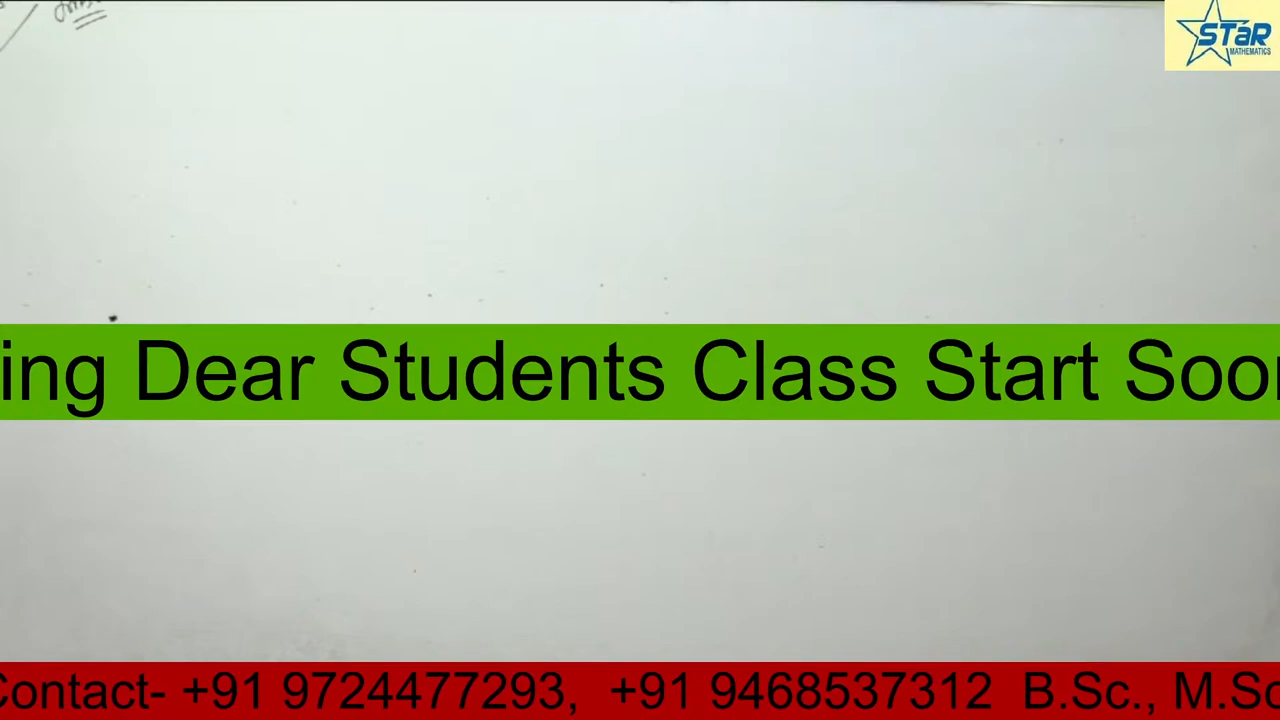 STaR
MATHEMATICS
ing Dear Students Class Start Soon
Contact- +91 9724477293, +91 9468537312 B.Sc., M.Sc